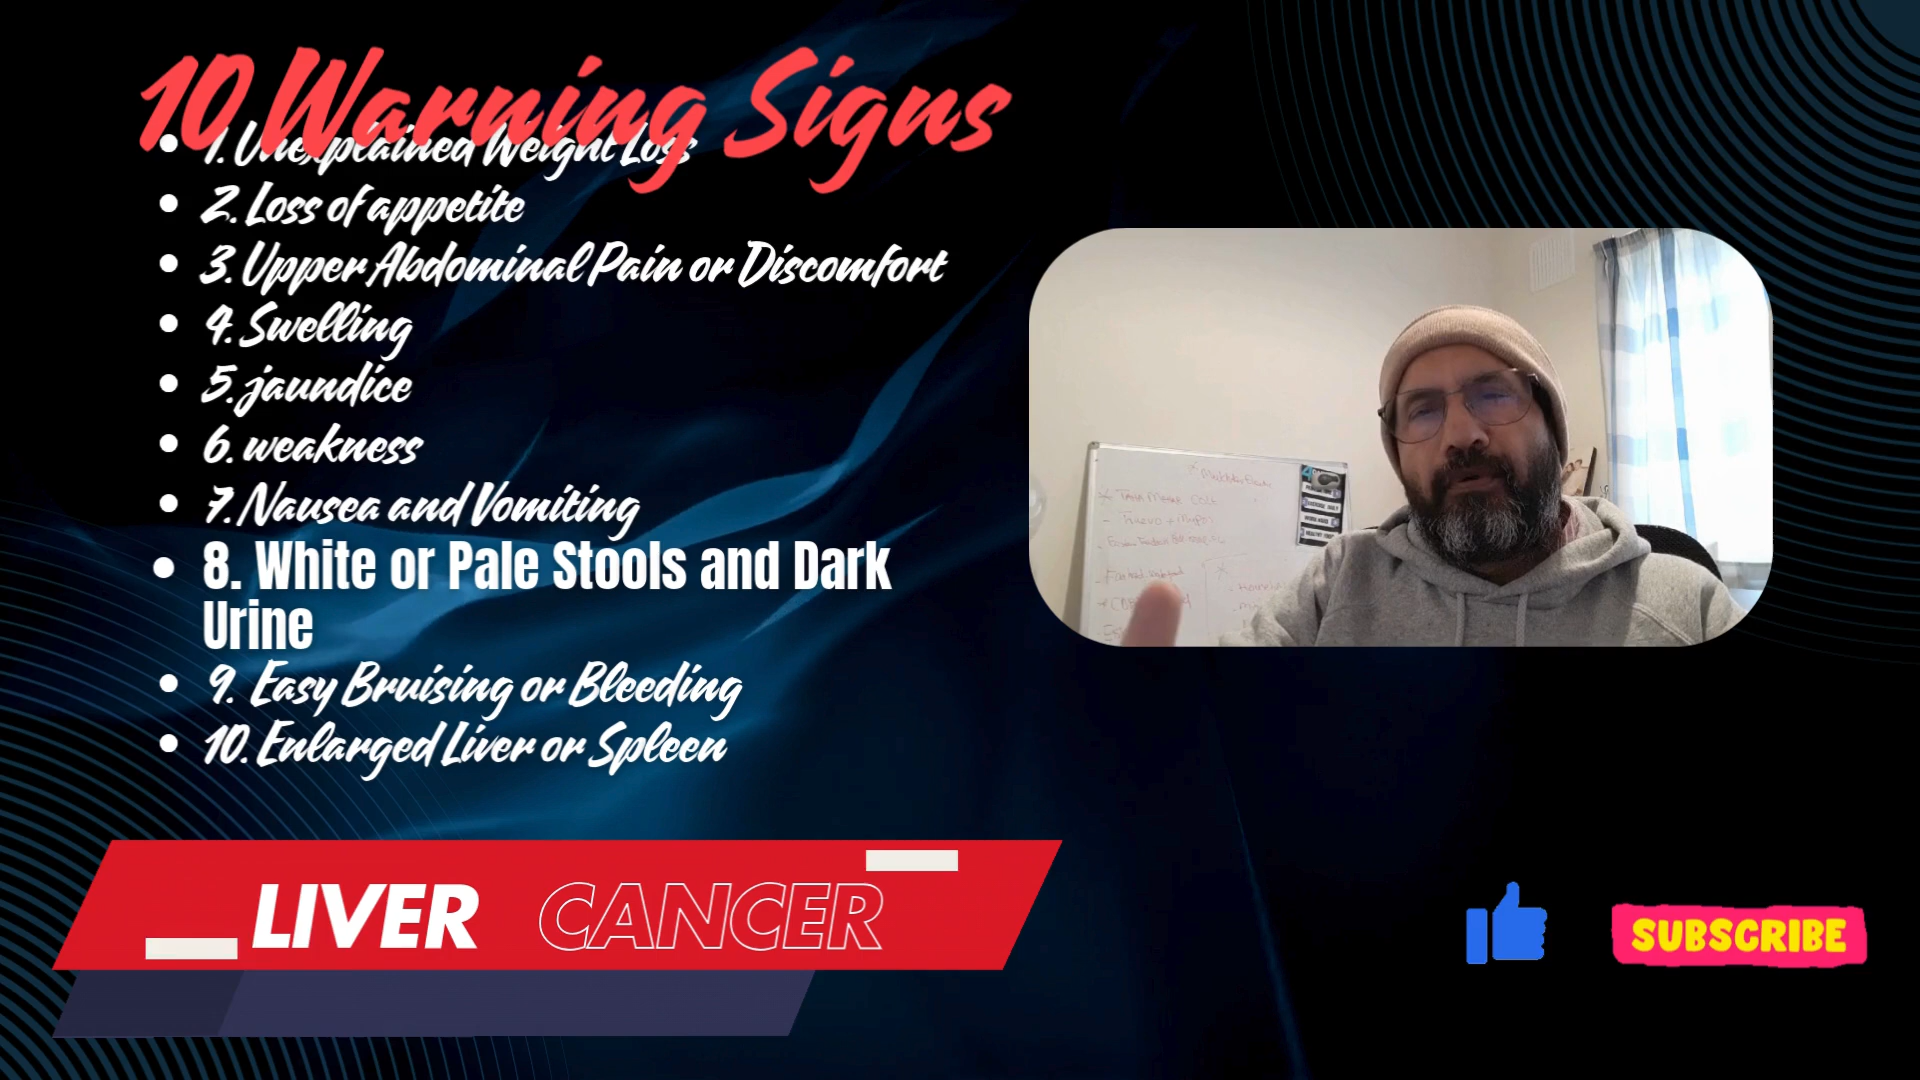 10 Warning Signs
1. Unexplained Weight Loss
2. Loss of appetite
3. Upper Abdominal Pain or Discomfort
4. Swelling
5. jaundice
6. weakness
7. Nausea and Vomiting
8. White or Pale Stools and Dark
Urine
9. Easy Bruising or Bleeding
10. Enlarged Liver or Spleen
LIVER CANCER
SUBSCRIBE